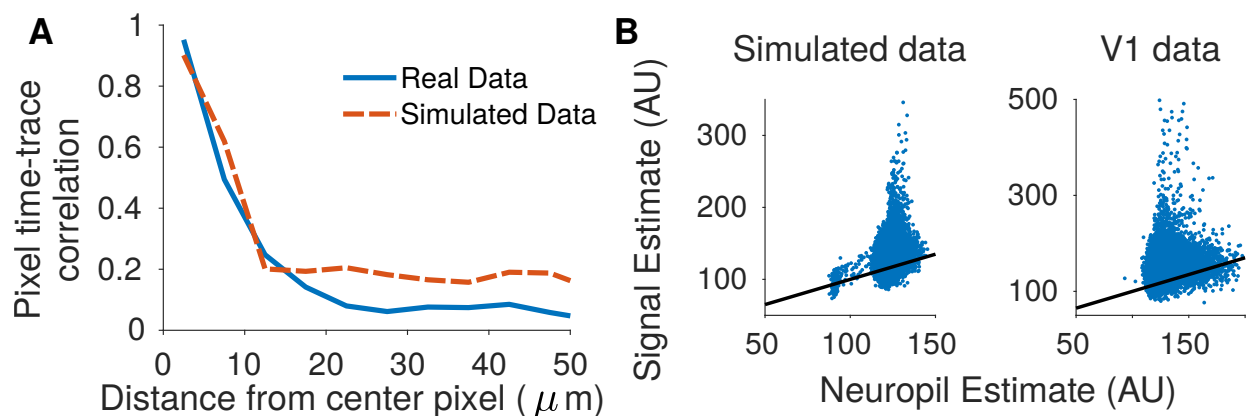 A
Pixel time-trace
correlation
1
0.8
0.6
0.4
0.2
0
Real Data
Simulated Data
0 10 20 30 40 50
Distance from center pixel ( μ m)
B
Simulated data
V1 data
Signal Estimate (AU)
300
200
100
50 100 150
500
300
100
50 150
Neuropil Estimate (AU)